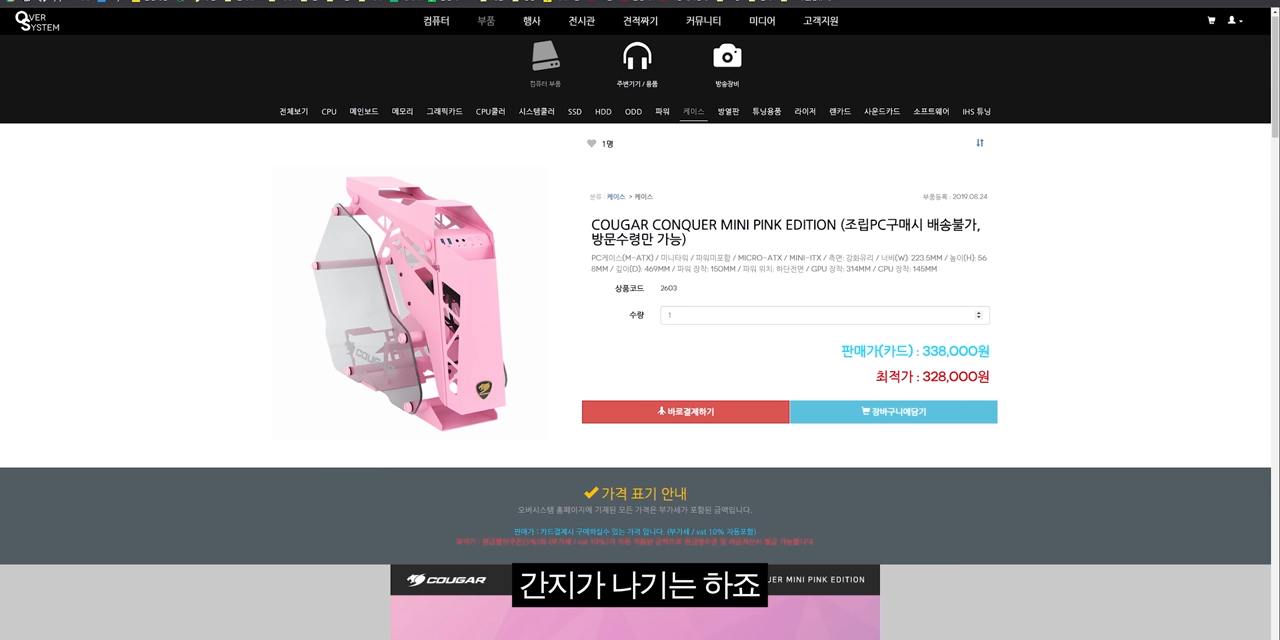 OVER SYSTEM
컴퓨터 부품 행사 전시관 견적짜기 커뮤니티 미디어 고객지원
컴퓨터 부품 주변기기 / 용품 방송장비
전체보기 CPU 메인보드 메모리 그래픽카드 CPU쿨러 시스템쿨러 SSD HDD ODD 파워 케이스 방열판 튜닝용품 라이저 랜카드 사운드카드 소프트웨어 IHS 튜닝
1명
분류 : 케이스 > 케이스 부품등록 : 2019.08.24
COUGAR CONQUER MINI PINK EDITION (조립PC구매시 배송불가,
방문수령만 가능)
PC케이스(M-ATX) / 미니타워 / 파워미포함 / MICRO-ATX / MINI-ITX / 측면: 강화유리 / 너비(W): 223.5MM / 높이(H): 56
8MM / 깊이(D): 469MM / 파워 장착: 150MM / 파워 위치: 하단전면 / GPU 장착: 314MM / CPU 장착: 145MM
상품코드 2603
수량 1
판매가(카드) : 338,000원
최적가 : 328,000원
바로결제하기 장바구니에담기
가격 표기 안내
오버시스템 홈페이지에 기재된 모든 가격은 부가세가 포함된 금액입니다.
판매가 : 카드결제시 구매하실수 있는 가격 입니다. (부가세 / vat 10% 자동포함)
COUGAR MINI PINK EDITION
간지가 나기는 하죠